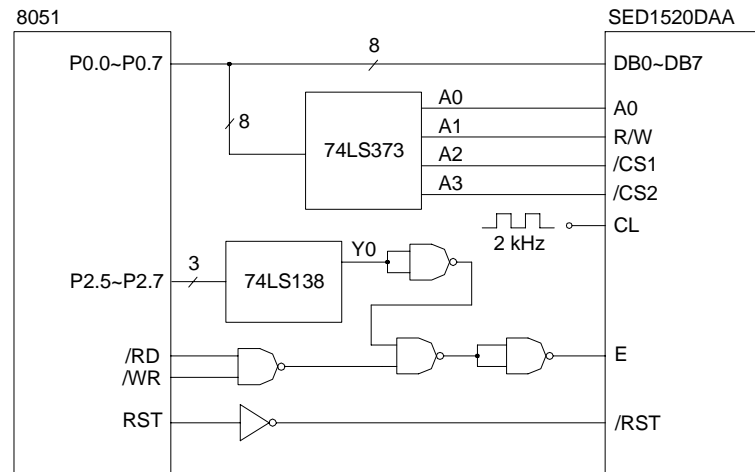 8051
SED1520DAA
P0.0~P0.7
8
DB0~DB7
8
74LS373
A0
A0
A1
R/W
A2
/CS1
A3
/CS2
2 kHz
CL
P2.5~P2.7
3
74LS138
Y0
/RD
E
/WR
RST
/RST